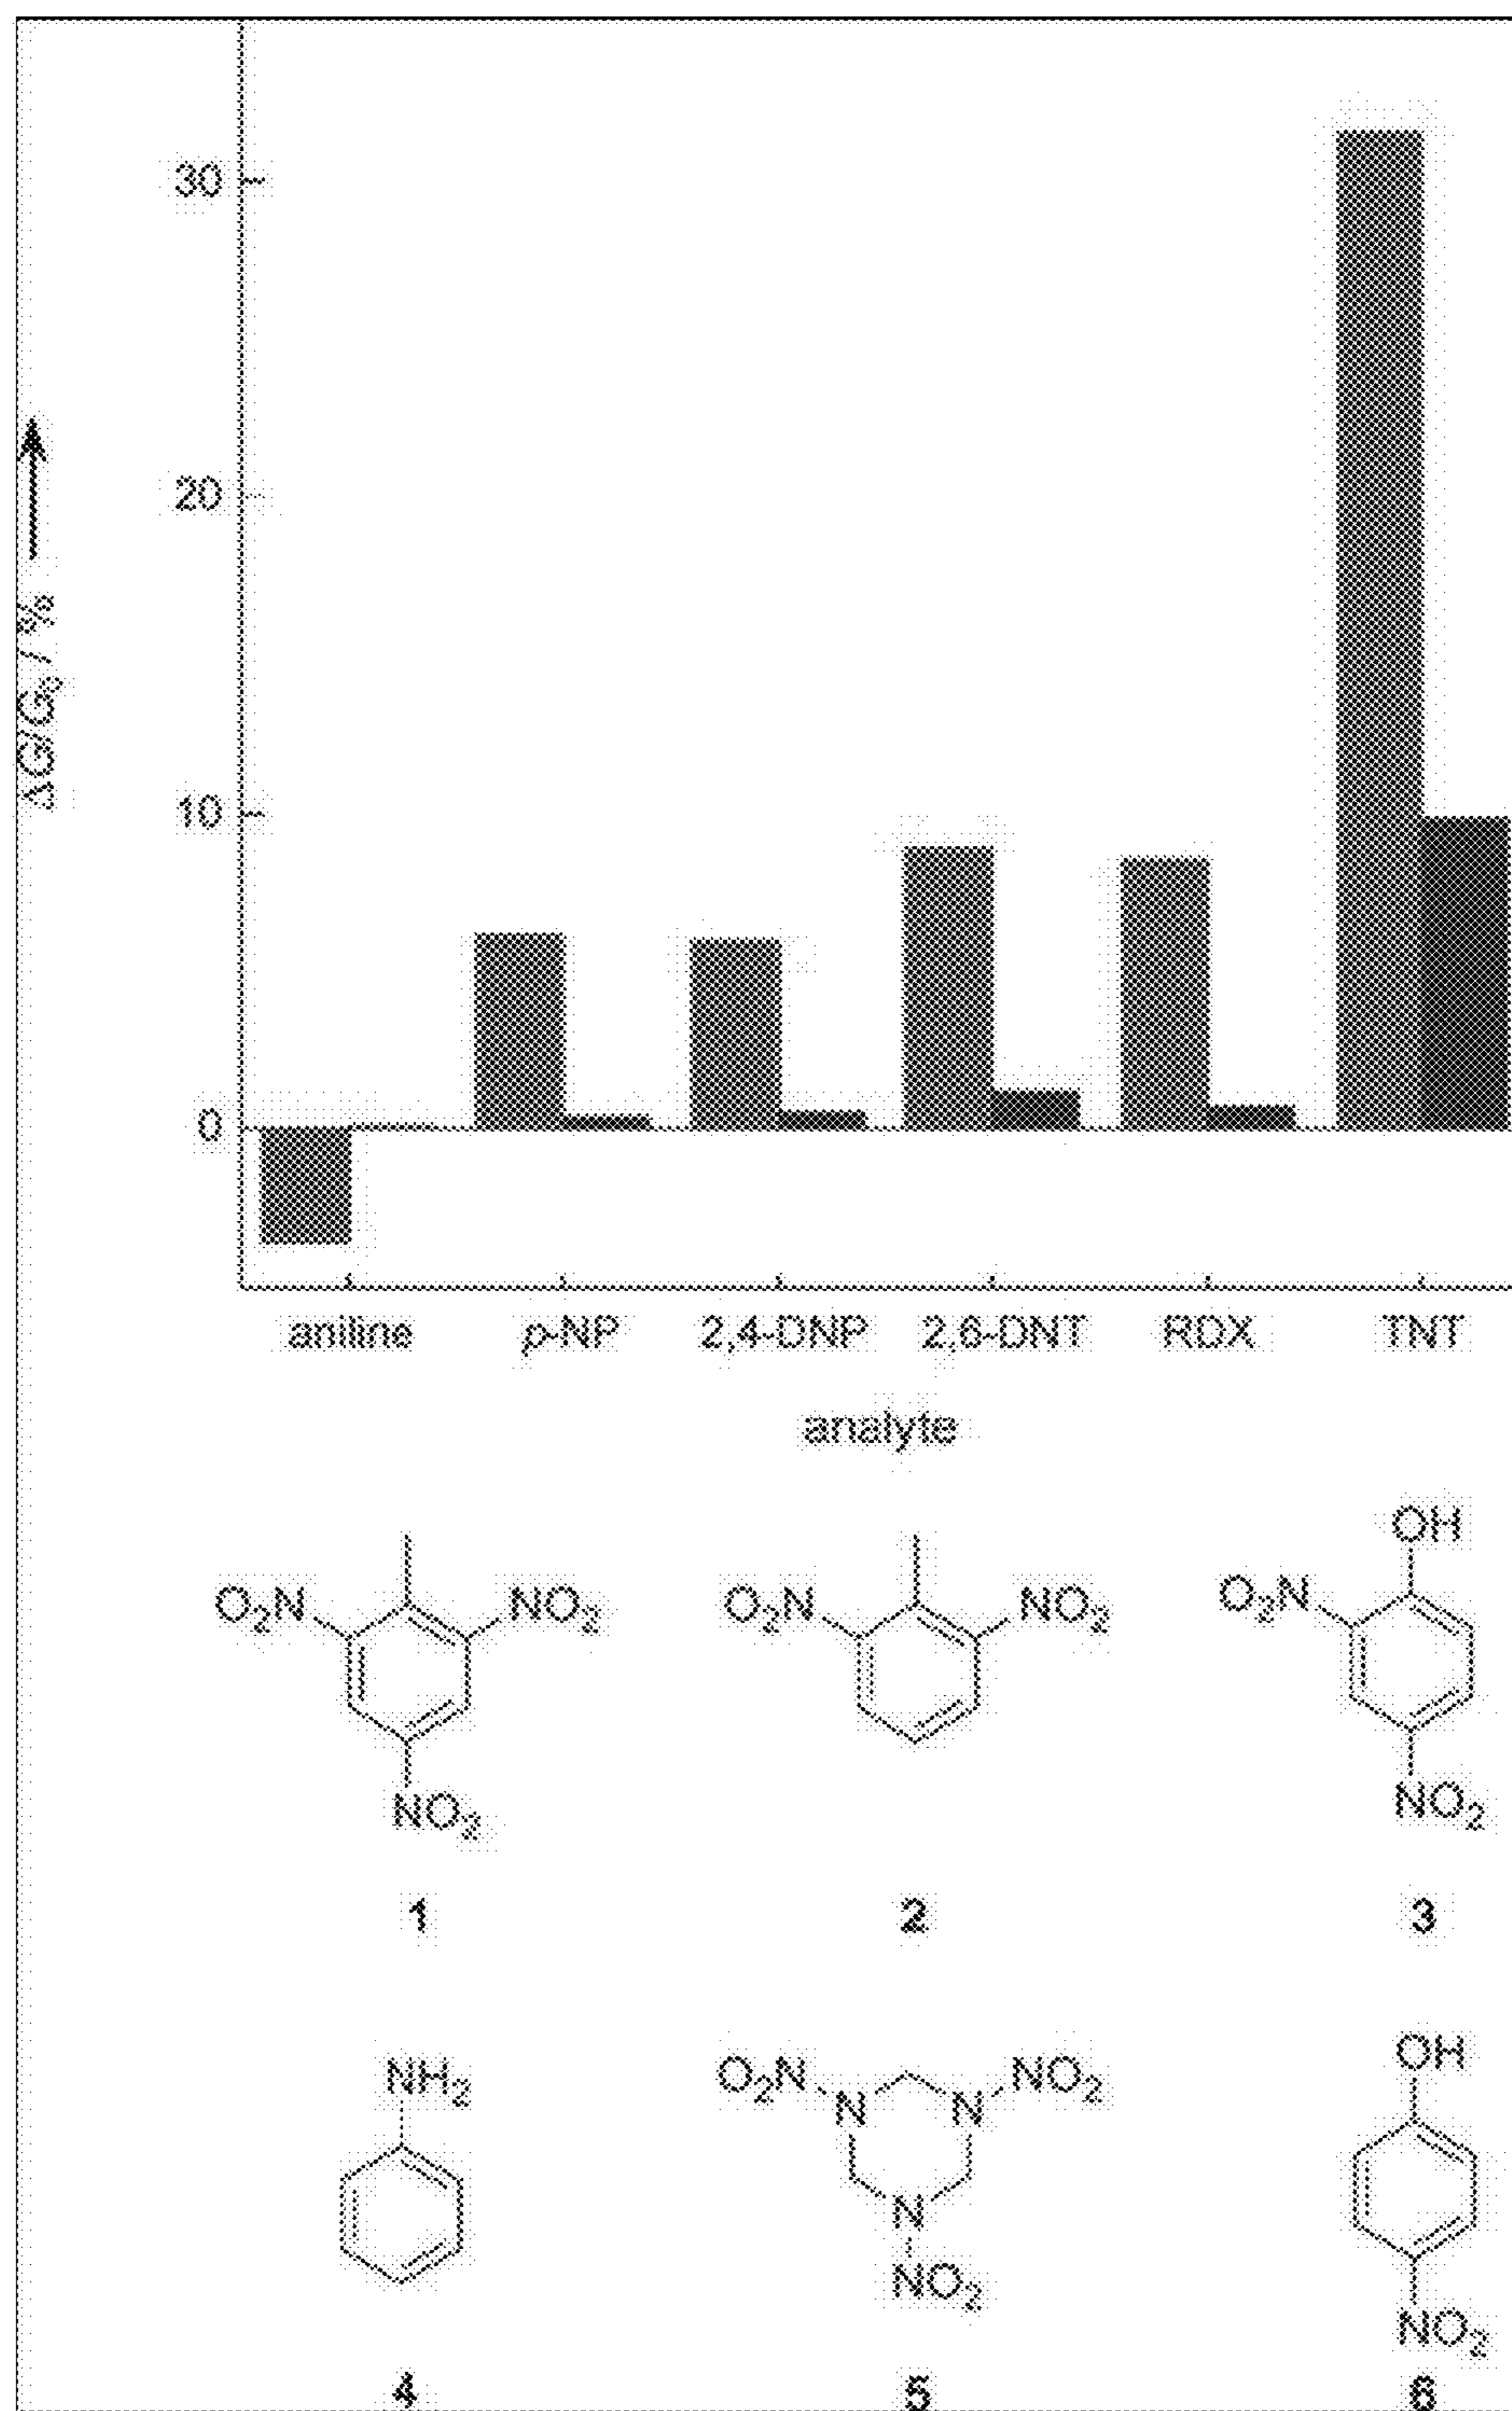 30
20
10
0
ΔG/G₀ / %
aniline p-NP 2,4-DNP 2,6-DNT RDX TNT
analyte
O₂N NO₂ NO₂
1
O₂N NO₂
2
OH O₂N NO₂
3
NH₂
4
O₂N N N NO₂ N NO₂
5
OH NO₂
6